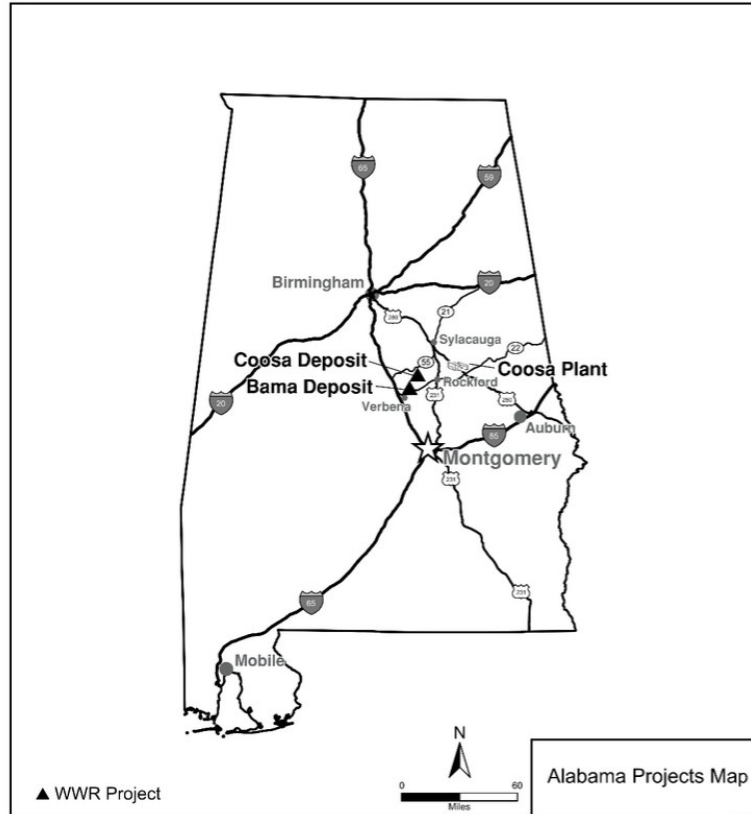 65
59
Birmingham
20
280
21
Sylacauga
22
55
Coosa Deposit
Coosa Plant
Bama Deposit
Rockford
231
280
Verbena
20
Auburn
85
Montgomery
231
231
65
Mobile
N
0 60
Miles
▲ WWR Project
Alabama Projects Map